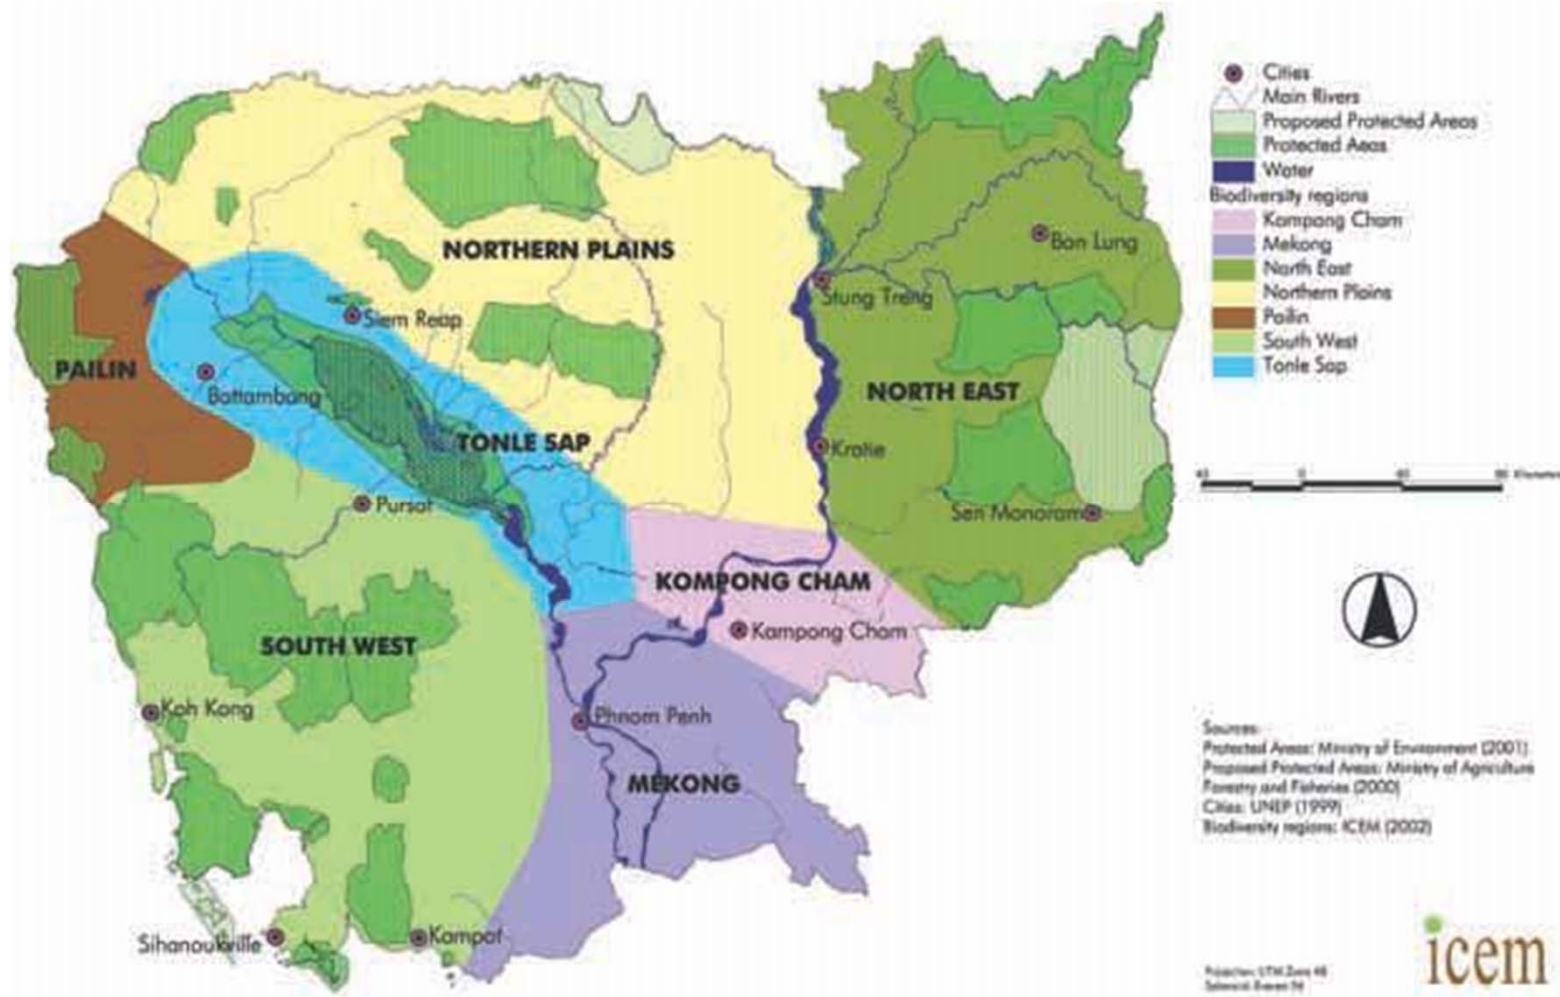 Cities
Main Rivers
Proposed Protected Areas
Protected Aeas
Water
Biodiversity regions
Kampong Cham
Mekong
North East
Northern Plains
Pailin
South West
Tonle Sap
NORTHERN PLAINS
Ban Lung
Stung Treng
Siem Reap
PAILIN
Battambang
NORTH EAST
TONLE SAP
Kratie
Pursat
Sen Monoram
KOMPONG CHAM
Kampong Cham
SOUTH WEST
Koh Kong
Phnom Penh
MEKONG
Sihanoukville
Kampot
Sources:
Protected Areas: Ministry of Environment (2001)
Proposed Protected Areas: Ministry of Agriculture
Forestry and Fisheries (2000)
Cities: UNEP (1999)
Biodiversity regions: ICEM (2002)
icem